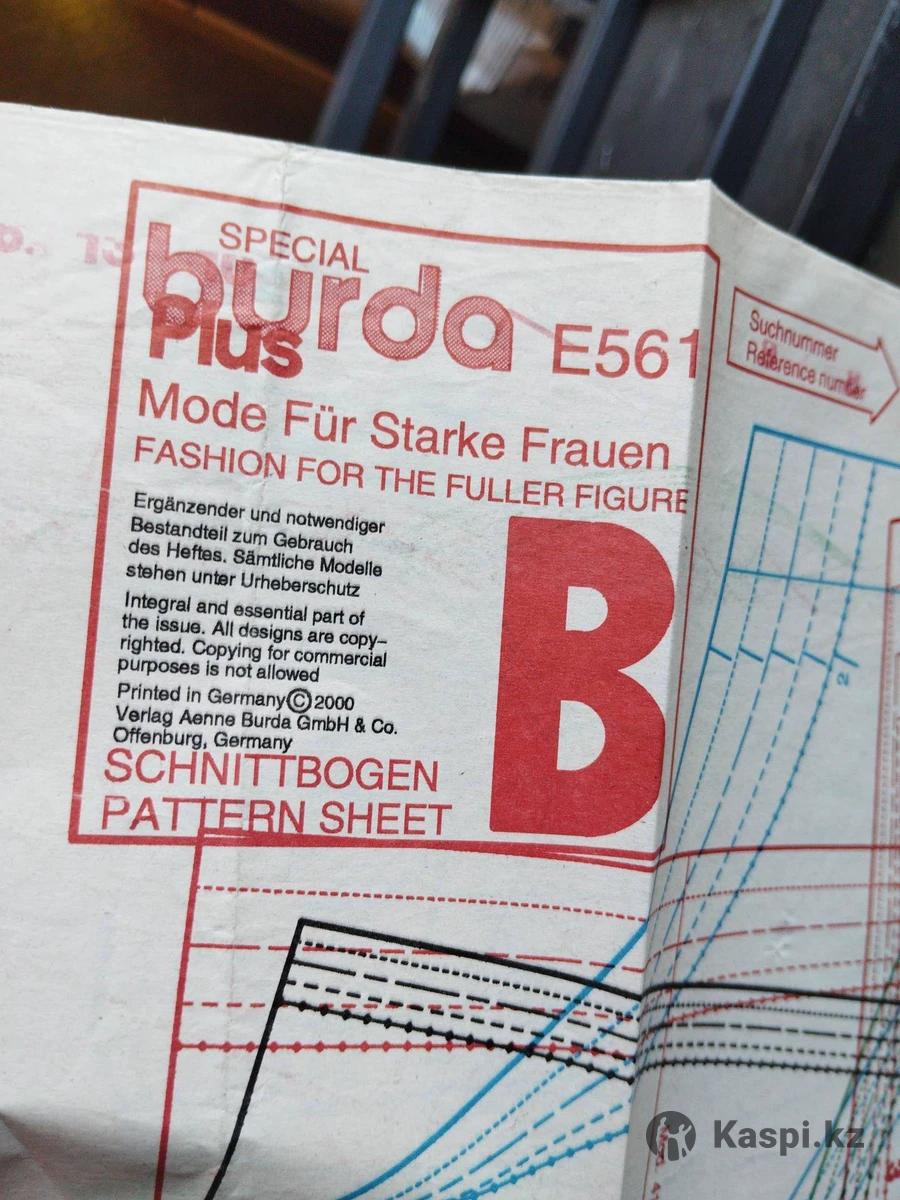 SPECIAL
burda
Plus
E561
Mode Für Starke Frauen
FASHION FOR THE FULLER FIGURE
Ergänzender und notwendiger
Bestandteil zum Gebrauch
des Heftes. Sämtliche Modelle
stehen unter Urheberschutz
Integral and essential part of
the issue. All designs are copy–
righted. Copying for commercial
purposes is not allowed
Printed in Germany © 2000
Verlag Aenne Burda GmbH & Co.
Offenburg, Germany
SCHNITTBOGEN
PATTERN SHEET
B
Suchnummer
Reference number
2
Kaspi.kz